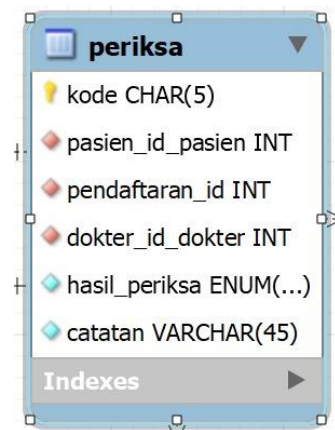 periksa
kode CHAR(5)
pasien_id_pasien INT
pendaftaran_id INT
dokter_id_dokter INT
hasil_periksa ENUM(...)
catatan VARCHAR(45)
Indexes